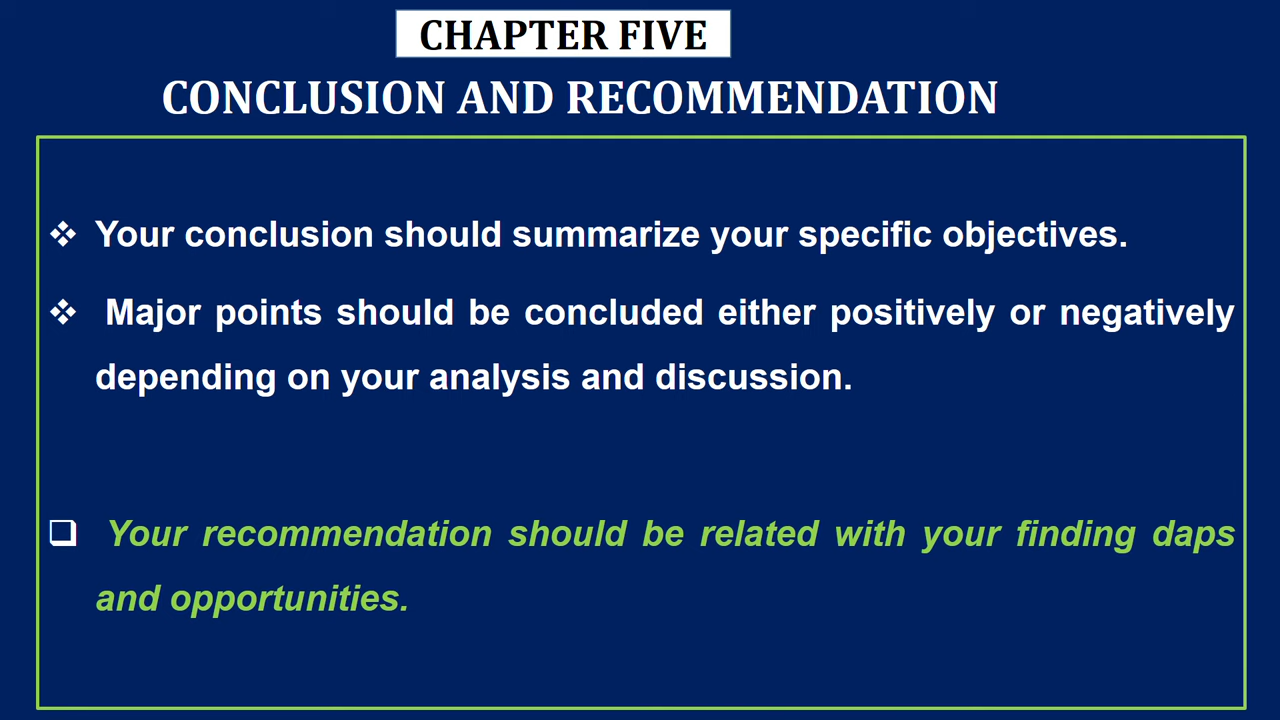 CHAPTER FIVE
CONCLUSION AND RECOMMENDATION
❖ Your conclusion should summarize your specific objectives.
❖ Major points should be concluded either positively or negatively
depending on your analysis and discussion.
❑ Your recommendation should be related with your finding daps
and opportunities.